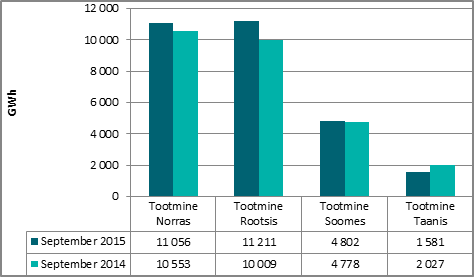 12 000
10 000
8 000
6 000
4 000
2 000
0
GWh
Tootmine Norras
Tootmine Rootsis
Tootmine Soomes
Tootmine Taanis
September 2015 11 056 11 211 4 802 1 581
September 2014 10 553 10 009 4 778 2 027